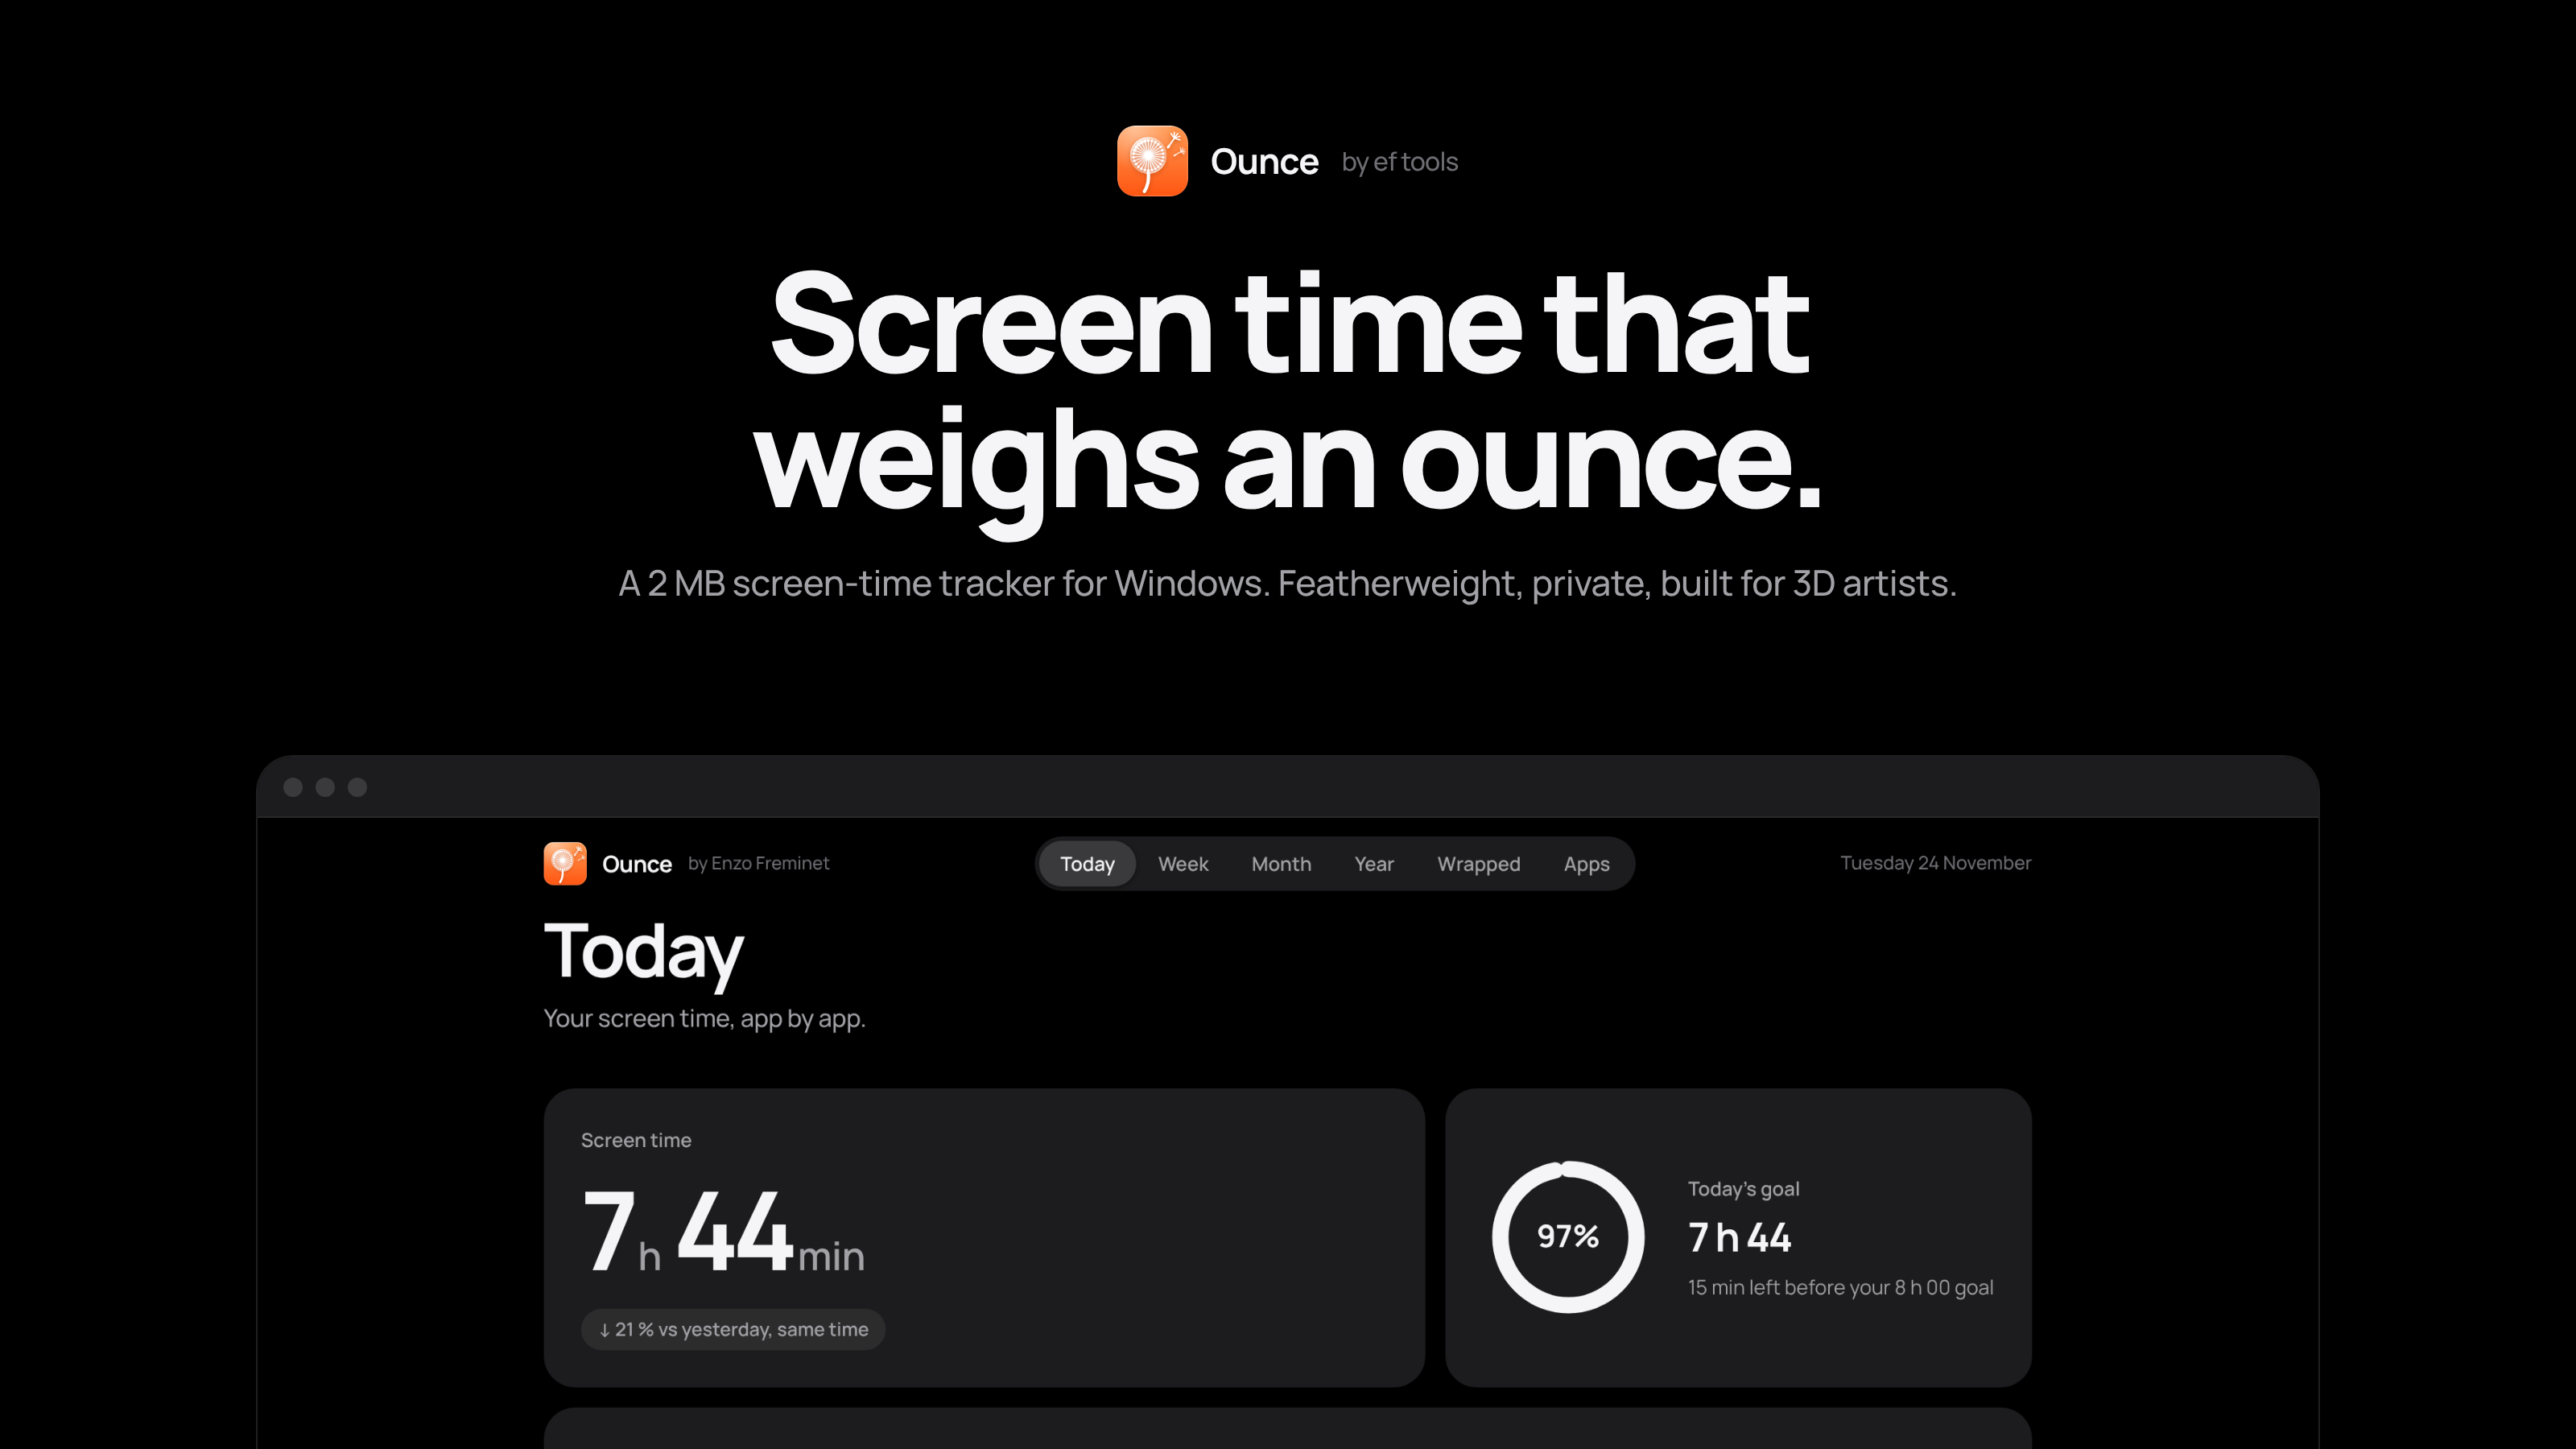 Ounce by ef tools
Screen time that
weighs an ounce.
A 2 MB screen-time tracker for Windows. Featherweight, private, built for 3D artists.
Ounce by Enzo Freminet
Today Week Month Year Wrapped Apps
Tuesday 24 November
Today
Your screen time, app by app.
Screen time
7 h 44 min
↓ 21 % vs yesterday, same time
97%
Today's goal
7 h 44
15 min left before your 8 h 00 goal